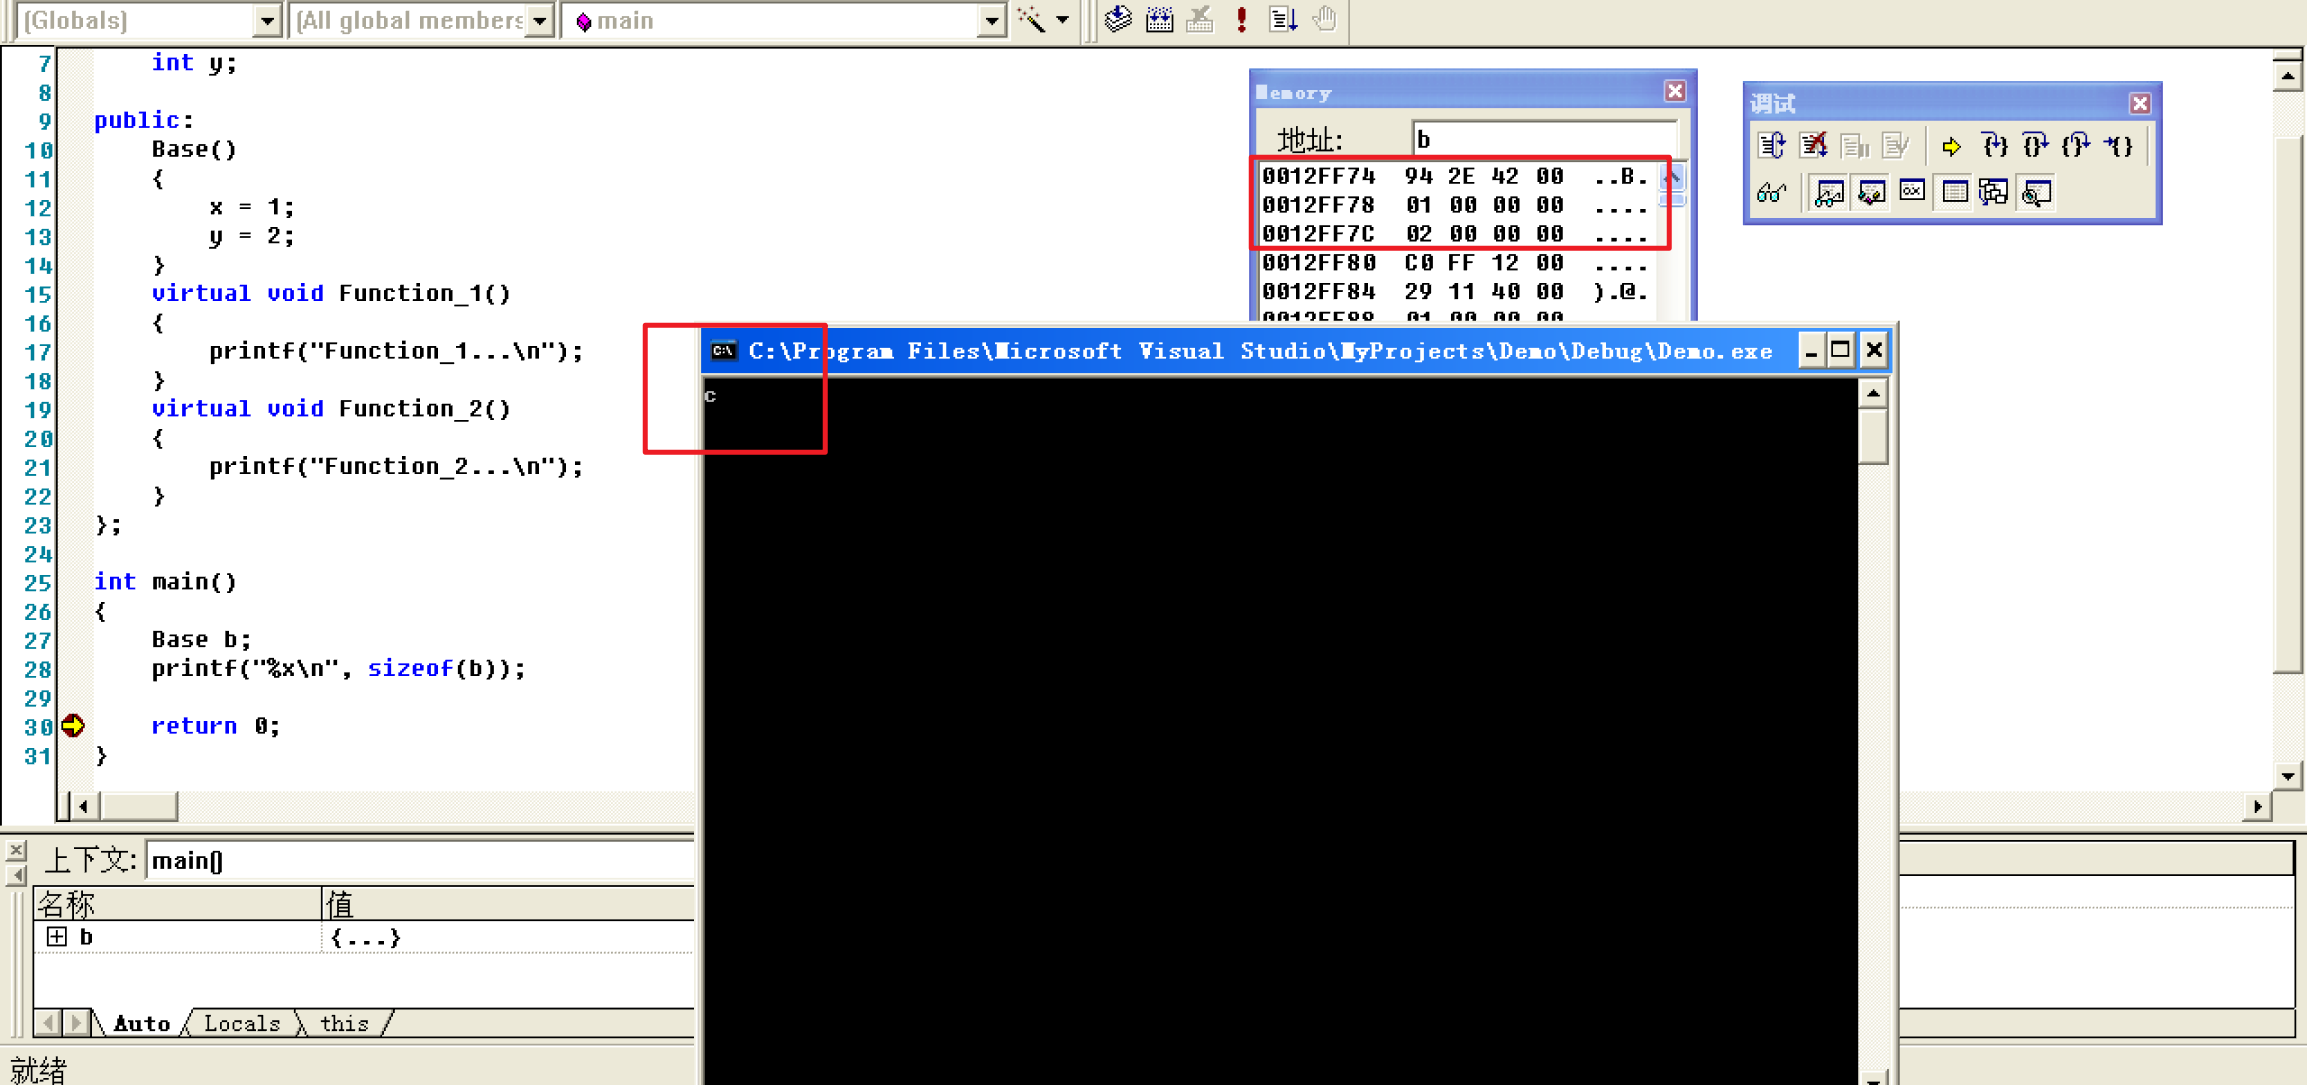 (Globals) (All global members main
7 int y;
8
9 public:
10 Base()
11 {
12 x = 1;
13 y = 2;
14 }
15 virtual void Function_1()
16 {
17 printf("Function_1...\n");
18 }
19 virtual void Function_2()
20 {
21 printf("Function_2...\n");
22 }
23 };
24
25 int main()
26 {
27 Base b;
28 printf("%x\n", sizeof(b));
29
30 return 0;
31 }
Memory
地址: b
0012FF74 94 2E 42 00 ..B.
0012FF78 01 00 00 00 ....
0012FF7C 02 00 00 00 ....
0012FF80 C0 FF 12 00 ....
0012FF84 29 11 40 00 ).@.
0012FF88 01 00 00 00
调试
C:\Program Files\Microsoft Visual Studio\MyProjects\Demo\Debug\Demo.exe
c
上下文: main()
名称 值
b {...}
Auto Locals this
就绪